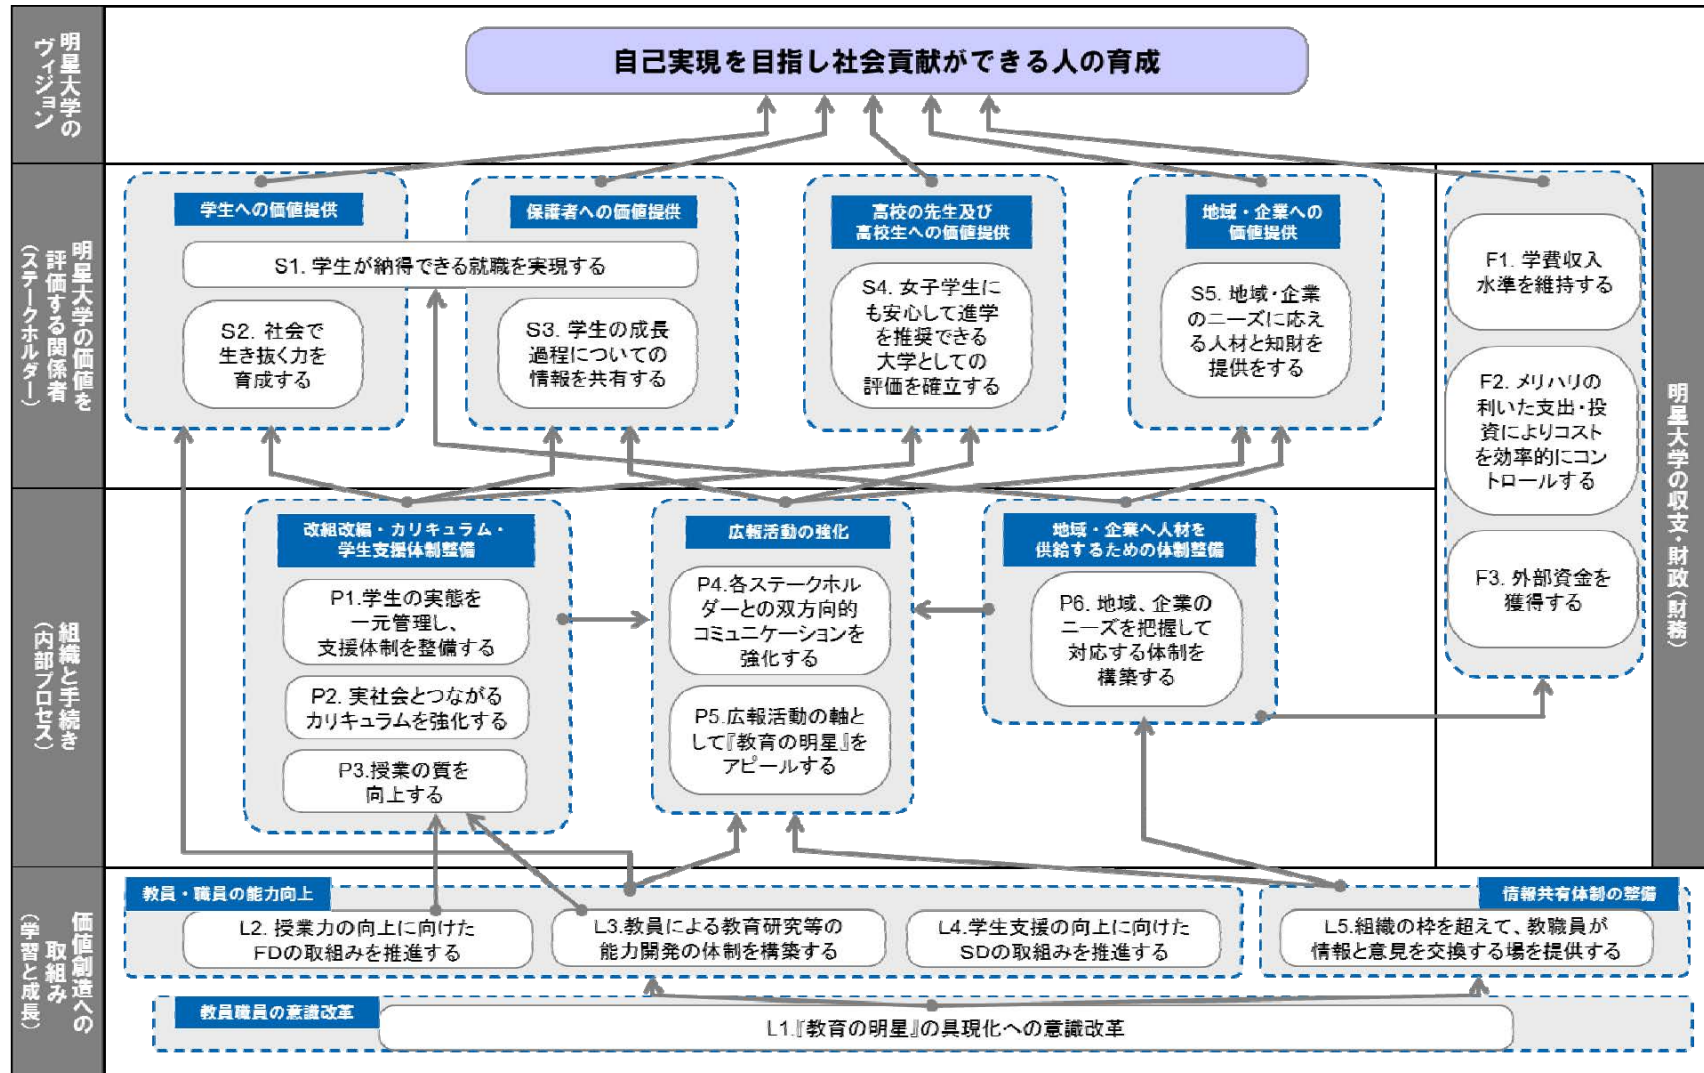 明星大学の
ヴィジョン
自己実現を目指し社会貢献ができる人の育成
明星大学の価値を
評価する関係者
(ステークホルダー)
学生への価値提供
保護者への価値提供
高校の先生及び
高校生への価値提供
地域・企業への
価値提供
S1. 学生が納得できる就職を実現する
S2. 社会で
生き抜く力を
育成する
S3. 学生の成長
過程についての
情報を共有する
S4. 女子学生に
も安心して進学
を推奨できる
大学としての
評価を確立する
S5. 地域・企業
のニーズに応え
る人材と知財を
提供をする
F1. 学費収入
水準を維持する
F2. メリハリの
利いた支出・投
資によりコスト
を効率的にコン
トロールする
F3. 外部資金を
獲得する
明星大学の収支・財政(財務)
組織と手続き
(内部プロセス)
改組改編・カリキュラム・
学生支援体制整備
P1.学生の実態を
一元管理し、
支援体制を整備する
P2. 実社会とつながる
カリキュラムを強化する
P3.授業の質を
向上する
広報活動の強化
P4.各ステークホル
ダーとの双方向的
コミュニケーションを
強化する
P5.広報活動の軸と
して『教育の明星』を
アピールする
地域・企業へ人材を
供給するための体制整備
P6. 地域、企業の
ニーズを把握して
対応する体制を
構築する
価値創造への
取組み
(学習と成長)
教員・職員の能力向上
L2. 授業力の向上に向けた
FDの取組みを推進する
L3.教員による教育研究等の
能力開発の体制を構築する
L4.学生支援の向上に向けた
SDの取組みを推進する
情報共有体制の整備
L5.組織の枠を超えて、教職員が
情報と意見を交換する場を提供する
教員職員の意識改革
L1.『教育の明星』の具現化への意識改革